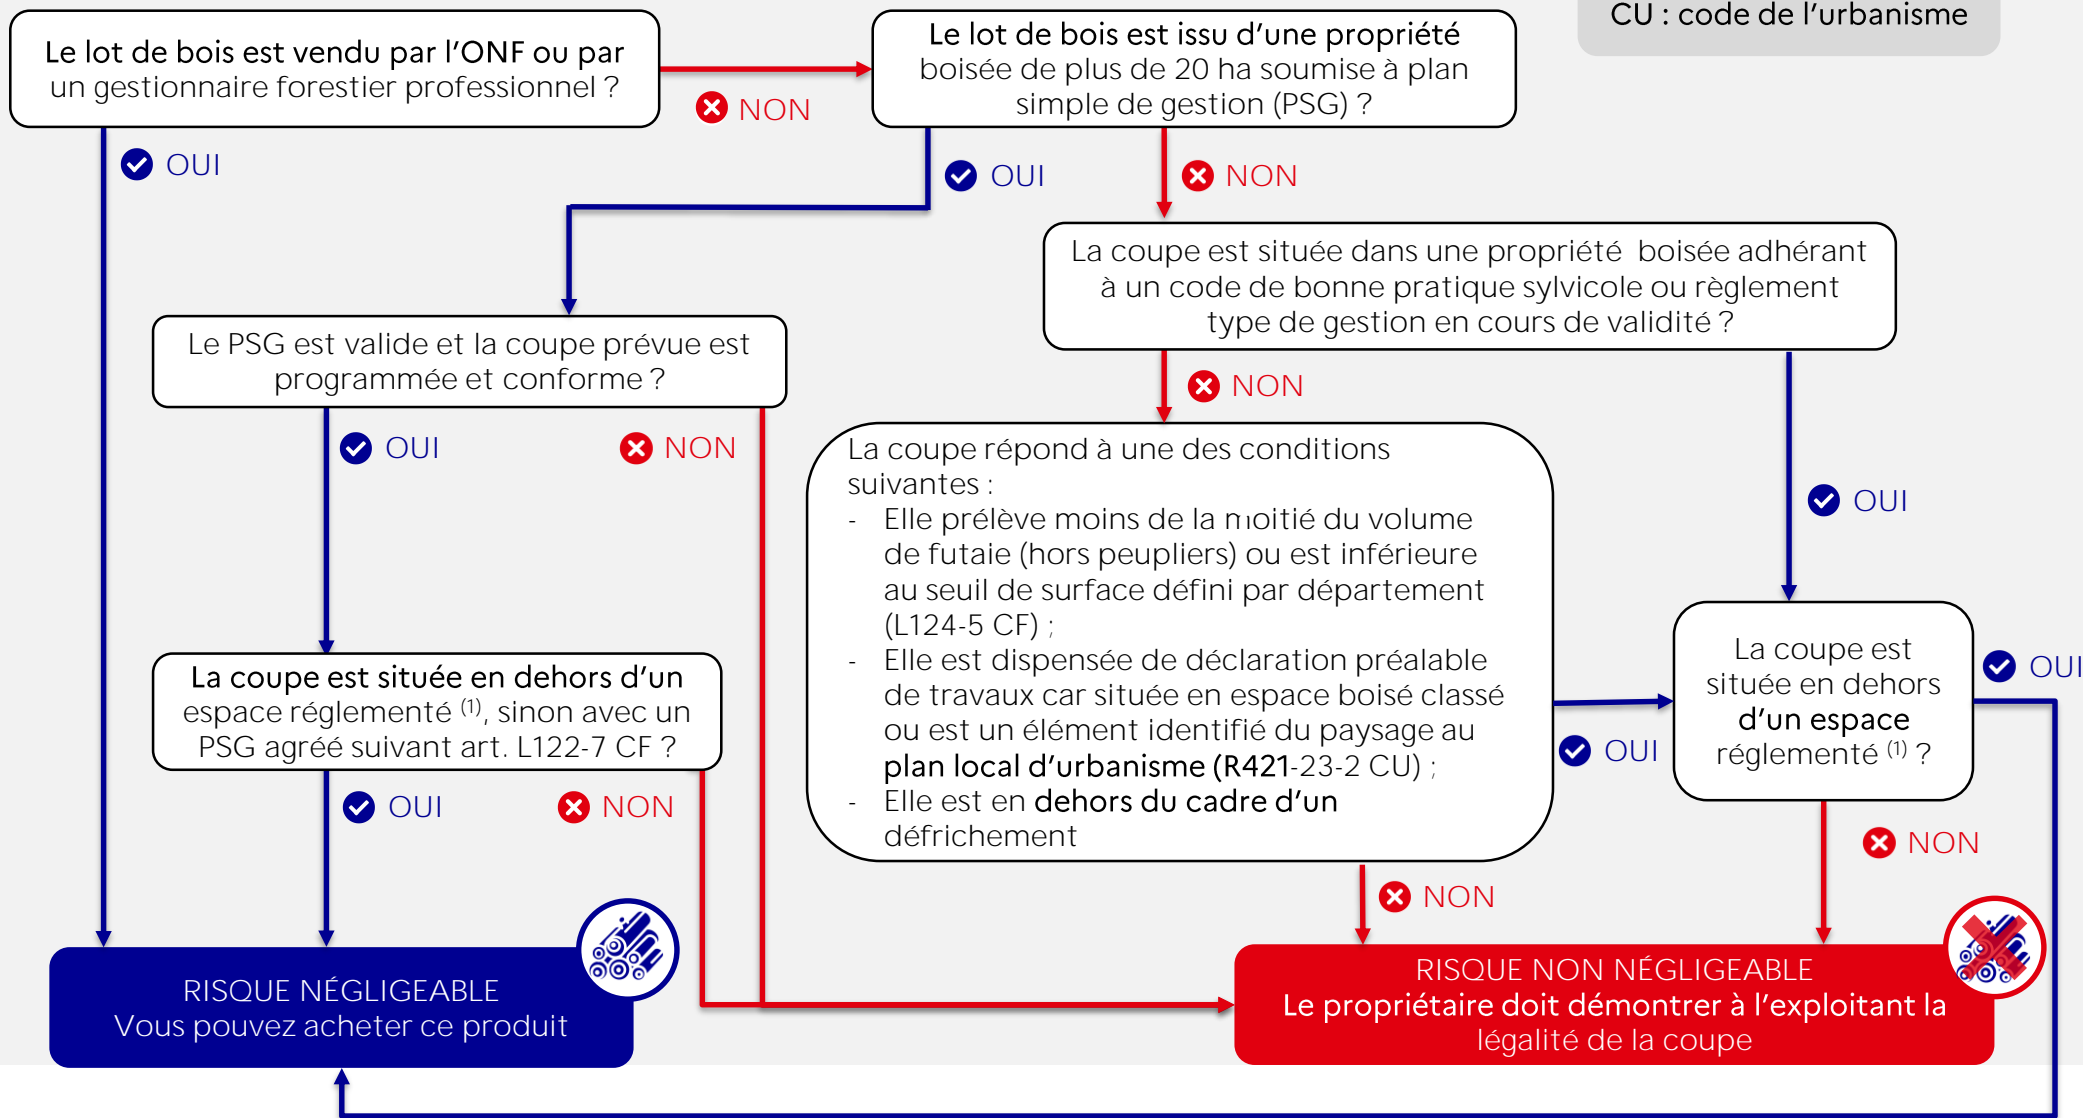 CU : code de l'urbanisme
Le lot de bois est vendu par l'ONF ou par
un gestionnaire forestier professionnel ?
NON
Le lot de bois est issu d'une propriété
boisée de plus de 20 ha soumise à plan
simple de gestion (PSG) ?
OUI
OUI
NON
La coupe est située dans une propriété boisée adhérant
à un code de bonne pratique sylvicole ou règlement
type de gestion en cours de validité ?
Le PSG est valide et la coupe prévue est
programmée et conforme ?
NON
OUI
OUI
NON
La coupe répond à une des conditions
suivantes :
- Elle prélève moins de la moitié du volume
de futaie (hors peupliers) ou est inférieure
au seuil de surface défini par département
(L124-5 CF) ;
- Elle est dispensée de déclaration préalable
de travaux car située en espace boisé classé
ou est un élément identifié du paysage au
plan local d'urbanisme (R421-23-2 CU) ;
- Elle est en dehors du cadre d'un
défrichement
OUI
La coupe est
située en dehors
d'un espace
réglementé (1) ?
OUI
NON
La coupe est située en dehors d'un
espace réglementé (1), sinon avec un
PSG agréé suivant art. L122-7 CF ?
OUI
NON
NON
RISQUE NÉGLIGEABLE
Vous pouvez acheter ce produit
RISQUE NON NÉGLIGEABLE
Le propriétaire doit démontrer à l'exploitant la
légalité de la coupe